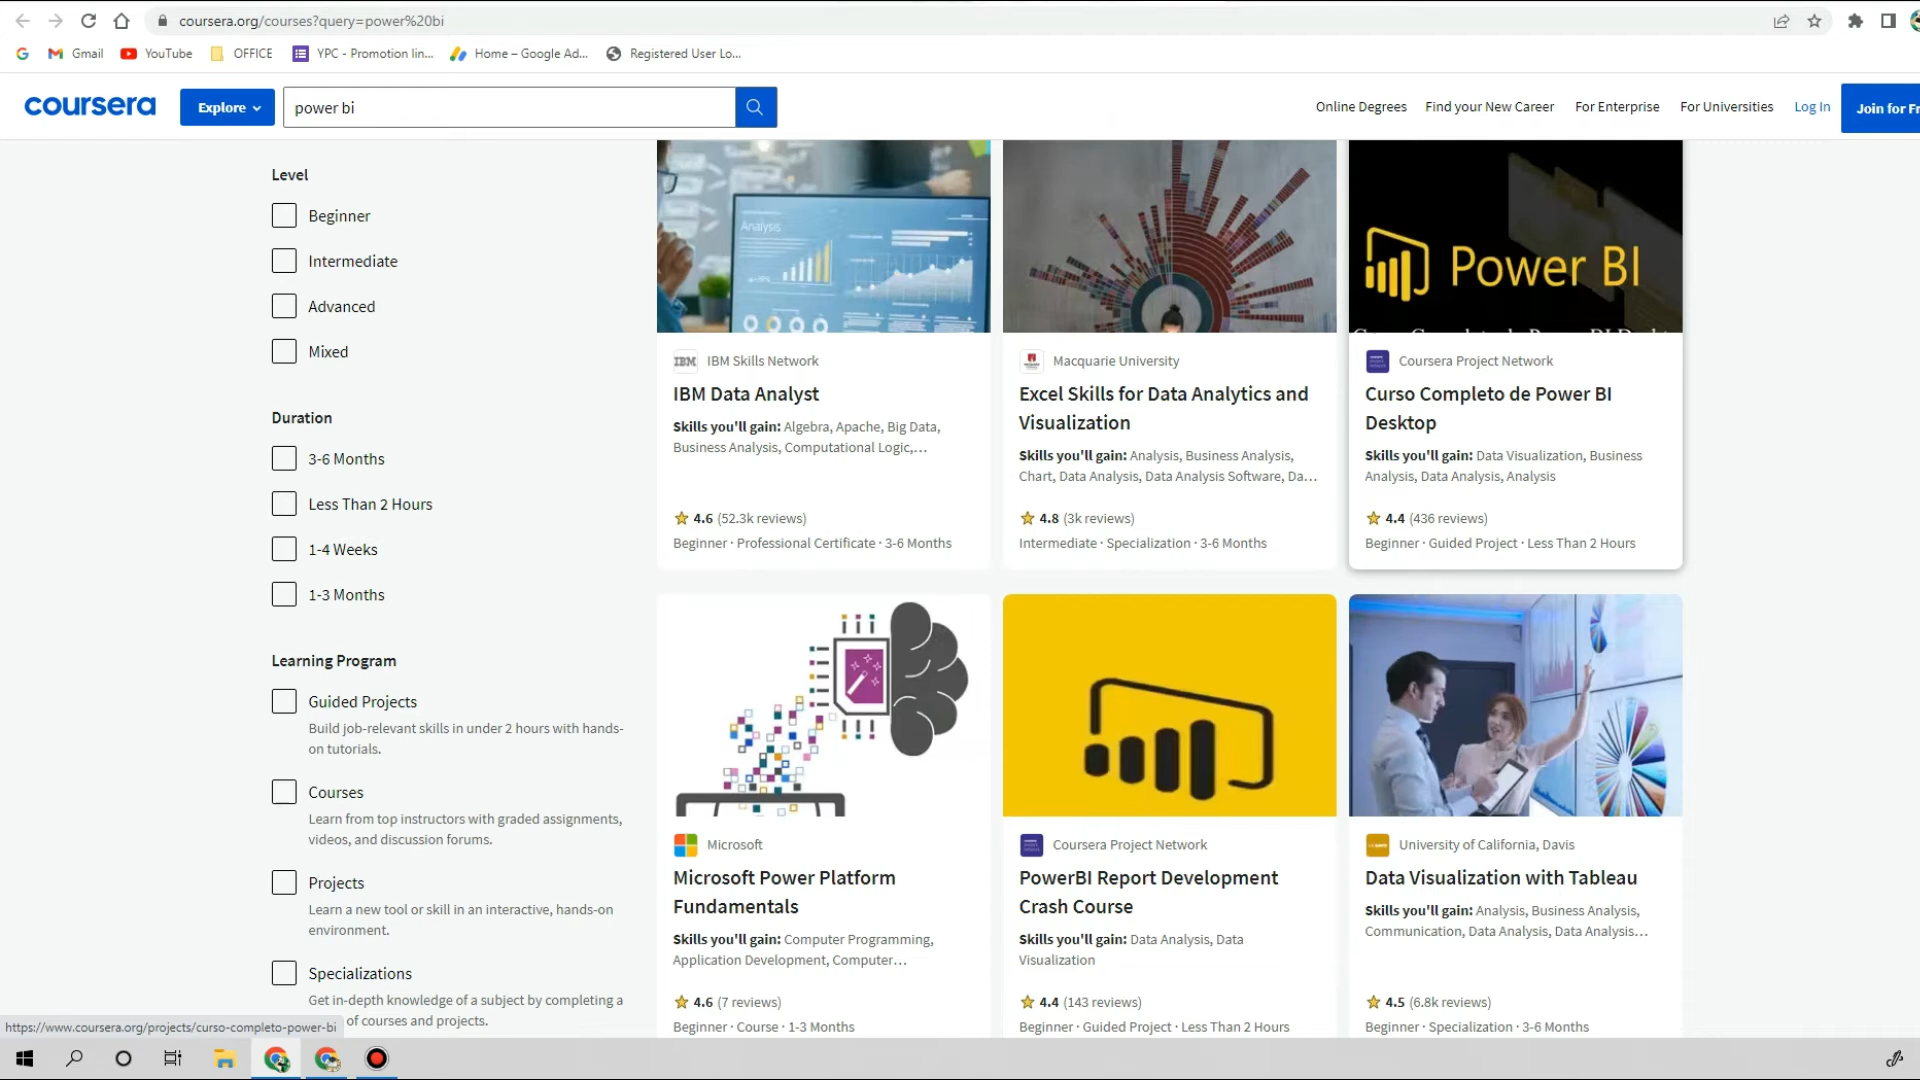 coursera.org/courses?query=power%20bi
Gmail
YouTube
OFFICE
YPC - Promotion lin...
Home – Google Ad...
Registered User Lo...
coursera
Explore
power bi
Online Degrees
Find your New Career
For Enterprise
For Universities
Log In
Join for Fr
Level
Beginner
Intermediate
Advanced
Mixed
Duration
3-6 Months
Less Than 2 Hours
1-4 Weeks
1-3 Months
Learning Program
Guided Projects
Build job-relevant skills in under 2 hours with hands-
on tutorials.
Courses
Learn from top instructors with graded assignments,
videos, and discussion forums.
Projects
Learn a new tool or skill in an interactive, hands-on
environment.
Specializations
Get in-depth knowledge of a subject by completing a
of courses and projects.
https://www.coursera.org/projects/curso-completo-power-bi
Analysis
IBM
IBM Skills Network
IBM Data Analyst
Skills you'll gain: Algebra, Apache, Big Data,
Business Analysis, Computational Logic,...
4.6 (52.3k reviews)
Beginner · Professional Certificate · 3-6 Months
Macquarie University
Excel Skills for Data Analytics and
Visualization
Skills you'll gain: Analysis, Business Analysis,
Chart, Data Analysis, Data Analysis Software, Da...
4.8 (3k reviews)
Intermediate · Specialization · 3-6 Months
Power BI
Coursera Project Network
Curso Completo de Power BI
Desktop
Skills you'll gain: Data Visualization, Business
Analysis, Data Analysis, Analysis
4.4 (436 reviews)
Beginner · Guided Project · Less Than 2 Hours
Microsoft
Microsoft Power Platform
Fundamentals
Skills you'll gain: Computer Programming,
Application Development, Computer...
4.6 (7 reviews)
Beginner · Course · 1-3 Months
Coursera Project Network
PowerBI Report Development
Crash Course
Skills you'll gain: Data Analysis, Data
Visualization
4.4 (143 reviews)
Beginner · Guided Project · Less Than 2 Hours
University of California, Davis
Data Visualization with Tableau
Skills you'll gain: Analysis, Business Analysis,
Communication, Data Analysis, Data Analysis...
4.5 (6.8k reviews)
Beginner · Specialization · 3-6 Months